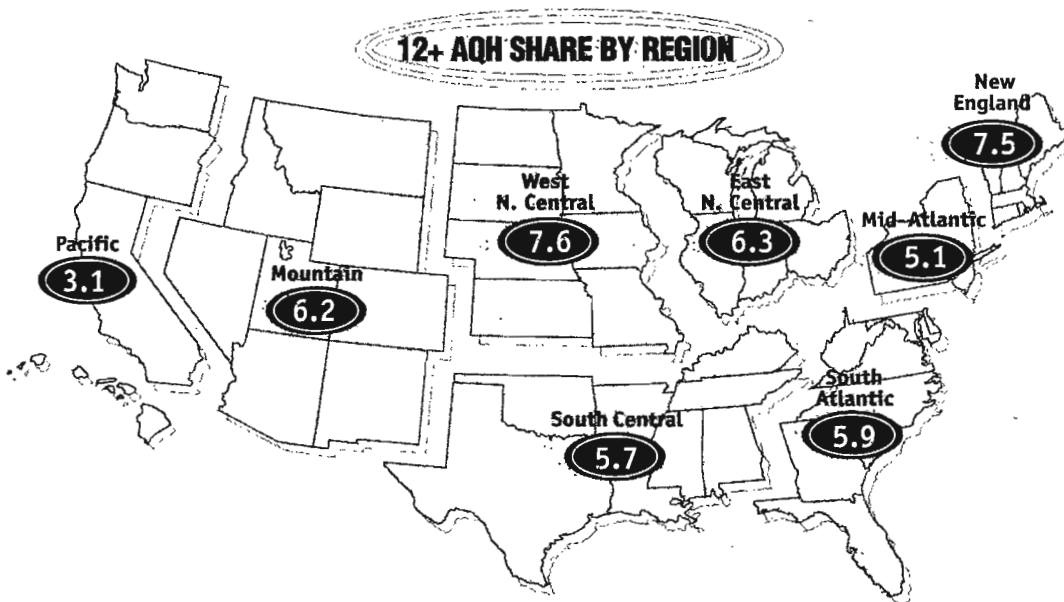 12+ AQH SHARE BY REGION
New
England
7.5
West
N. Central
7.6
East
N. Central
6.3
Mid-Atlantic
5.1
Pacific
3.1
Mountain
6.2
South
Atlantic
5.9
South Central
5.7